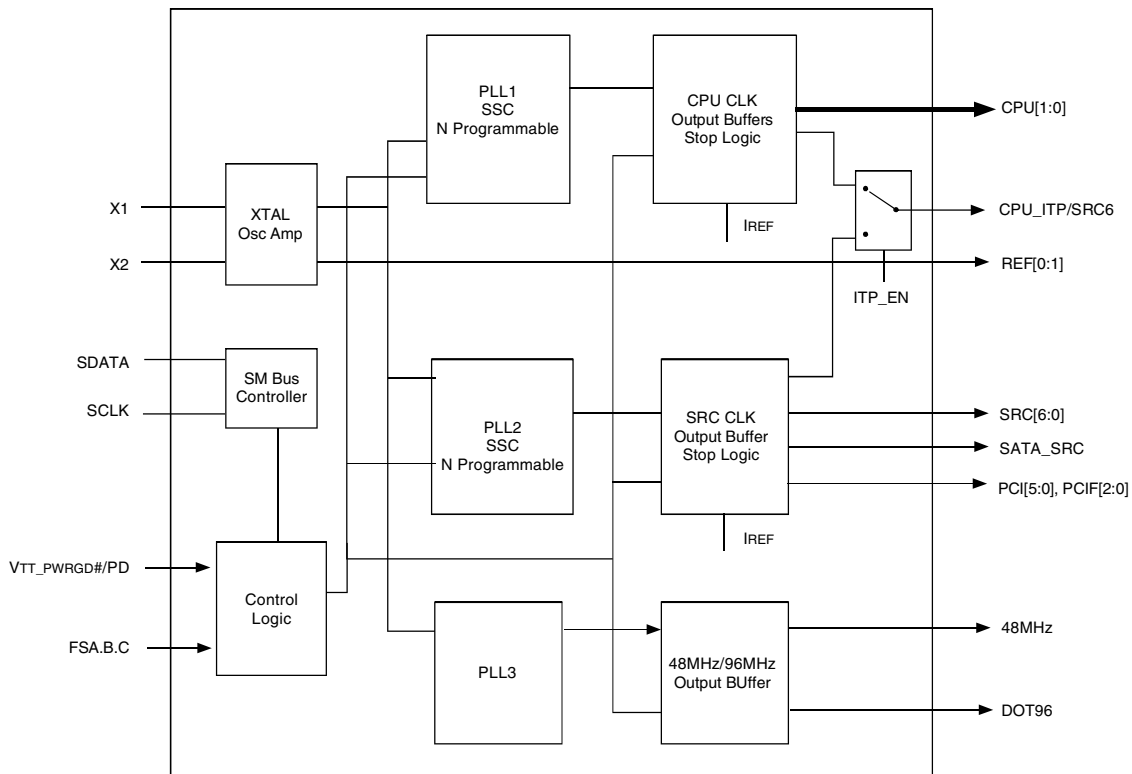 PLL1
SSC
N Programmable
CPU CLK
Output Buffers
Stop Logic
CPU[1:0]
X1
XTAL
Osc Amp
X2
IREF
CPU_ITP/SRC6
REF[0:1]
ITP_EN
SDATA
SM Bus
Controller
SCLK
PLL2
SSC
N Programmable
SRC CLK
Output Buffer
Stop Logic
SRC[6:0]
SATA_SRC
PCI[5:0], PCIF[2:0]
IREF
VTT_PWRGD#/PD
Control
Logic
FSA.B.C
PLL3
48MHz/96MHz
Output BUffer
48MHz
DOT96